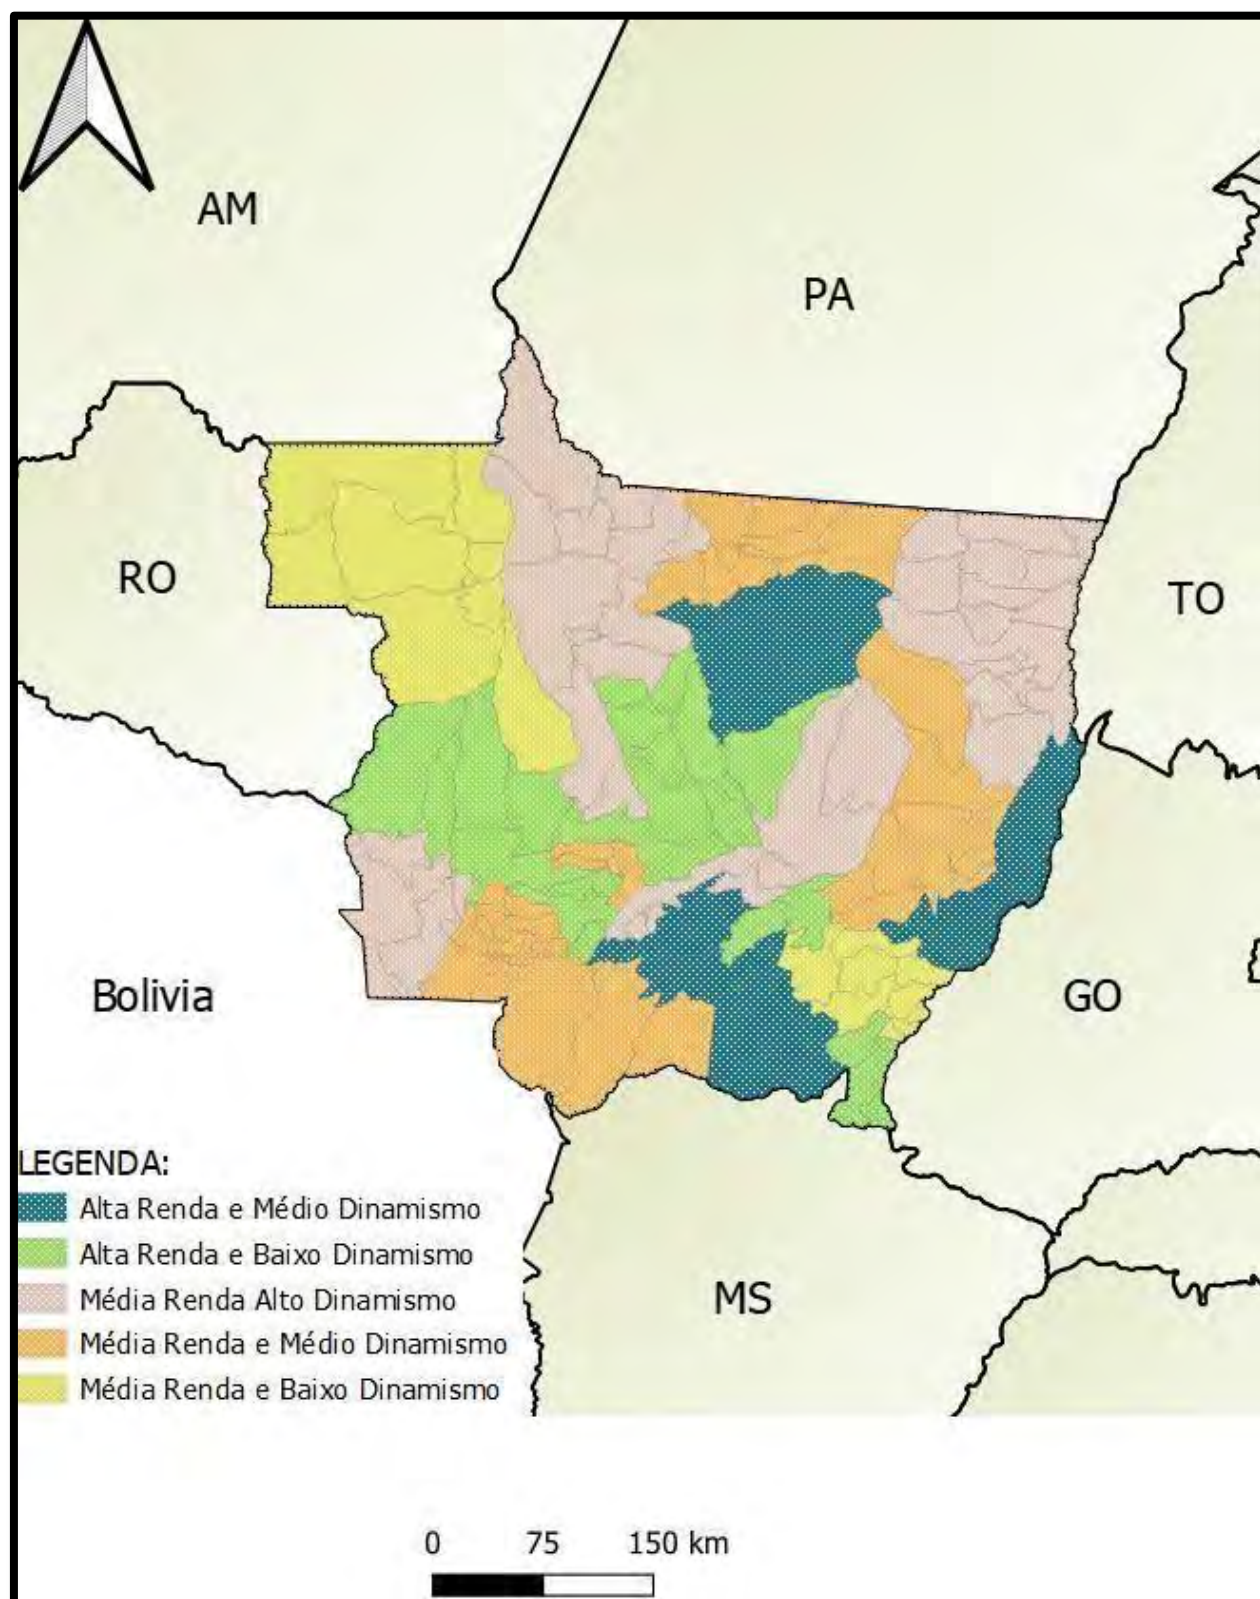 AM
PA
RO
TO
Bolivia
GO
LEGENDA:
Alta Renda e Médio Dinamismo
Alta Renda e Baixo Dinamismo
Média Renda Alto Dinamismo
MS
Média Renda e Médio Dinamismo
Média Renda e Baixo Dinamismo
0 75 150 km